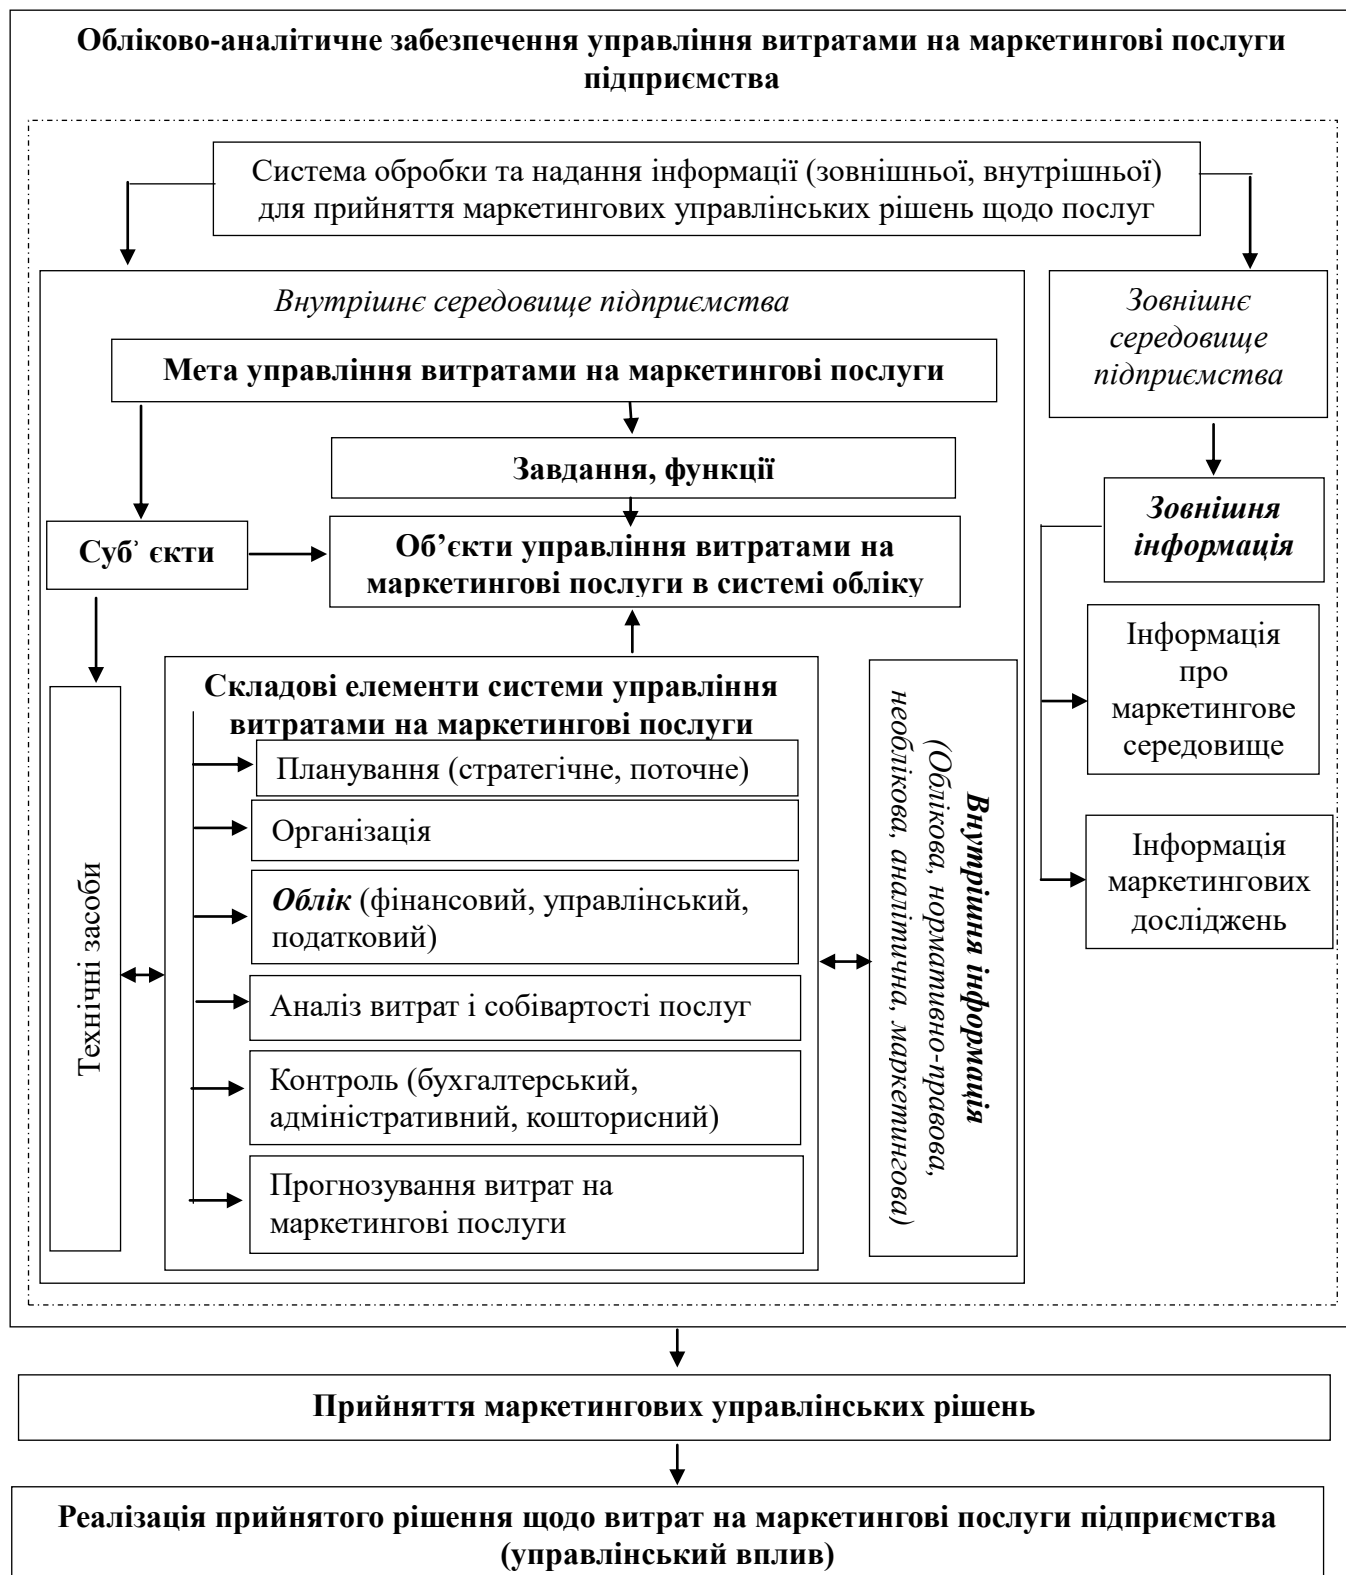 Обліково-аналітичне забезпечення управління витратами на маркетингові послуги
підприємства
Система обробки та надання інформації (зовнішньої, внутрішньої)
для прийняття маркетингових управлінських рішень щодо послуг
Внутрішнє середовище підприємства
Мета управління витратами на маркетингові послуги
Завдання, функції
Суб’ єкти
Об’єкти управління витратами на
маркетингові послуги в системі обліку
Технічні засоби
Складові елементи системи управління
витратами на маркетингові послуги
Планування (стратегічне, поточне)
Організація
Облік (фінансовий, управлінський,
податковий)
Аналіз витрат і собівартості послуг
Контроль (бухгалтерський,
адміністративний, кошторисний)
Прогнозування витрат на
маркетингові послуги
Внутрішня інформація
(Облікова, нормативно-правова,
необлікова, аналітична, маркетингова)
Зовнішнє
середовище
підприємства
Зовнішня
інформація
Інформація
про
маркетингове
середовище
Інформація
маркетингових
досліджень
Прийняття маркетингових управлінських рішень
Реалізація прийнятого рішення щодо витрат на маркетингові послуги підприємства
(управлінський вплив)